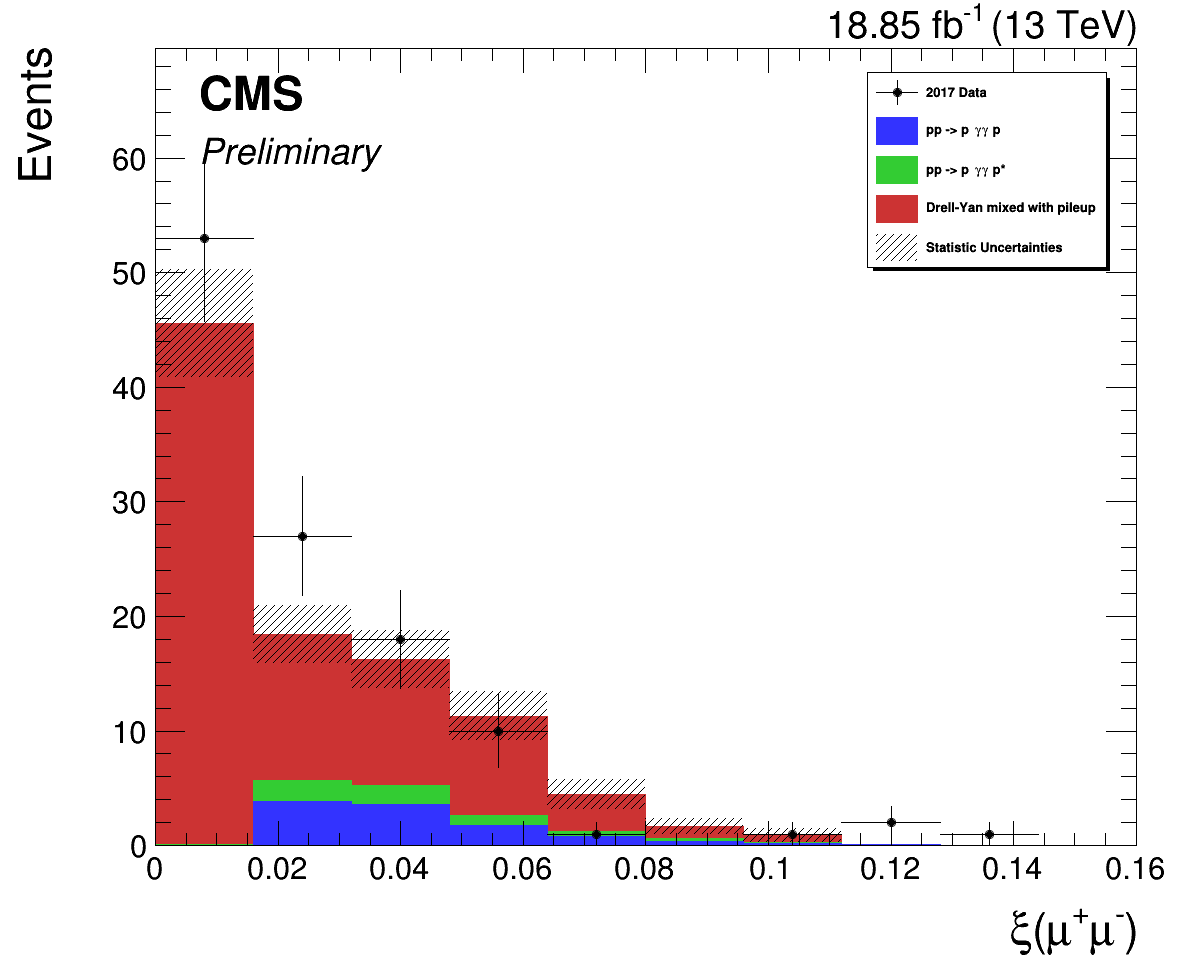 18.85 fb⁻¹ (13 TeV)
Events
CMS
Preliminary
2017 Data
pp -> p γγ p
pp -> p γγ p*
Drell-Yan mixed with pileup
Statistic Uncertainties
60
50
40
30
20
10
0
0 0.02 0.04 0.06 0.08 0.1 0.12 0.14 0.16
ξ(μ⁺μ⁻)